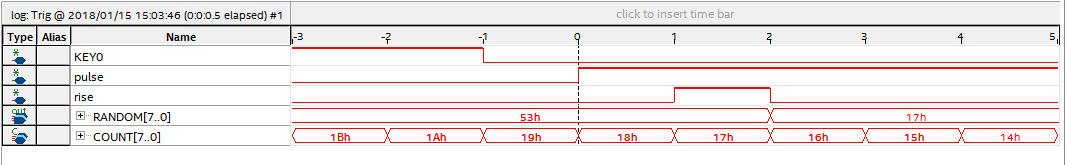 log: Trig @ 2018/01/15 15:03:46 (0:0:0.5 elapsed) #1 click to insert time bar
Type Alias Name -3 -2 -1 0 1 2 3 4 5
KEY0
pulse
rise
out RANDOM[7..0] 53h 17h
C COUNT[7..0] 1Bh 1Ah 19h 18h 17h 16h 15h 14h